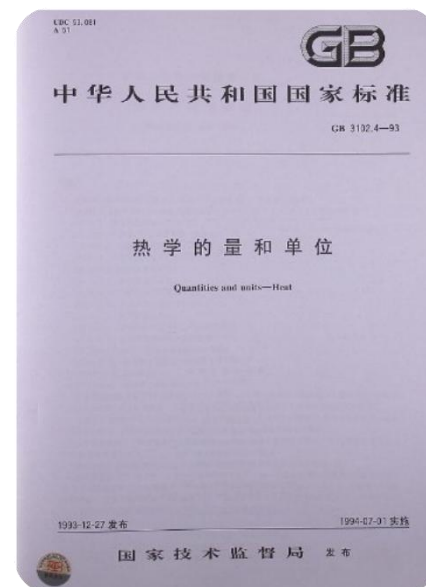 UDC 53.081
A 51
GB
中华人民共和国国家标准
GB 3102.4—93
热学的量和单位
Quantities and units—Heat
1993-12-27 发布
1994-07-01 实施
国家技术监督局 发布